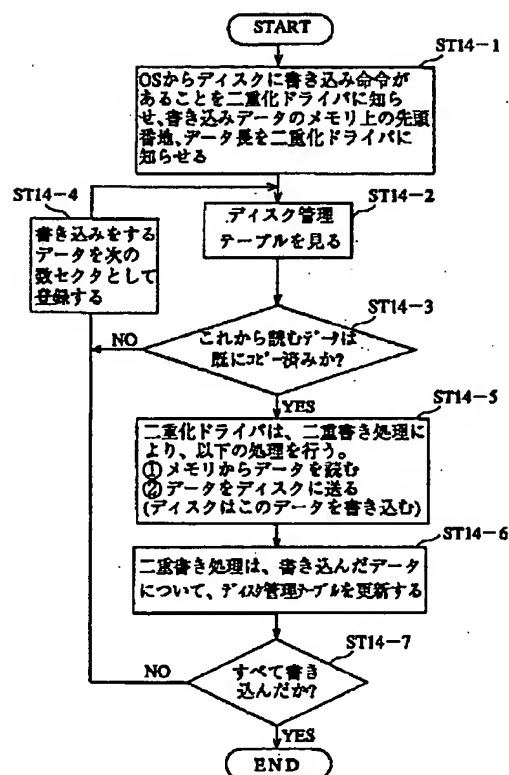 START
ST14-1
OSからディスクに書き込み命令が
あることを二重化ドライバに知ら
せ、書き込みデータのメモリ上の先頭
番地、データ長を二重化ドライバに
知らせる
ST14-4
書き込みをする
データを次の
数セクタとして
登録する
ST14-2
ディスク管理
テーブルを見る
ST14-3
これから読むデータは
既にコピー済みか?
NO
YES
ST14-5
二重化ドライバは、二重書き処理に
より、以下の処理を行う。
①メモリからデータを読む
②データをディスクに送る
(ディスクはこのデータを書き込む)
ST14-6
二重書き処理は、書き込んだデータ
について、ディスク管理テーブルを更新する
ST14-7
すべて書き
込んだか?
NO
YES
END